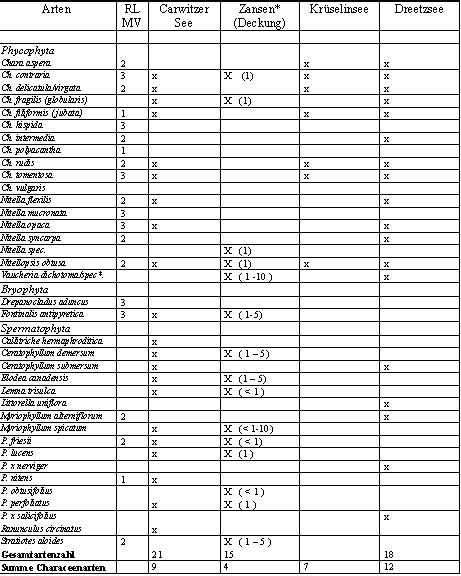 Arten RL MV Carwitzer See Zansen* (Deckung) Krüselinsee Dreetzsee
Phycophyta
Chara aspera 2 x x
Ch. contraria 3 x X (1) x x
Ch. delicatula/virgata 2 x x x
Ch. fragilis (globularis) x X (1) x
Ch. filiformis (jubata) 1 x x x
Ch. hispida 3
Ch. intermedia 2 x
Ch. polyacantha 1
Ch. rudis 2 x x x
Ch. tomentosa 3 x x x
Ch. vulgaris
Nitella flexilis 2 x x
Nitella mucronata 3
Nitella opaca 3 x x
Nitella syncarpa 2 x
Nitella spec. X (1)
Nitellopsis obtusa 2 x X (1) x x
Vaucheria dichotoma/spec*. X (1-10) x
Bryophyta
Drepanocladus aduncus 3
Fontinalis antipyretica 3 x X (1-5)
Spermatophyta
Callitriche hermaphroditica x
Ceratophyllum demersum x X (1 – 5)
Ceratophyllum submersum x x
Elodea canadensis x X (1 – 5)
Lemna trisulca x X (< 1)
Littorella uniflora x
Myriophyllum alterniflorum 2 x
Myriophyllum spicatum x X (< 1-10)
P. friesii 2 x X (< 1)
P. lucens x X (1)
P. x nerviger x
P. nitens 1 x
P. obtusifolius X (< 1)
P. perfoliatus x X (1)
P. x salicifolius x
Ranunculus circinatus x
Stratiotes aloides 2 X (1 – 5)
Gesamtartenzahl 21 15 18
Summe Characeenarten 9 4 7 12